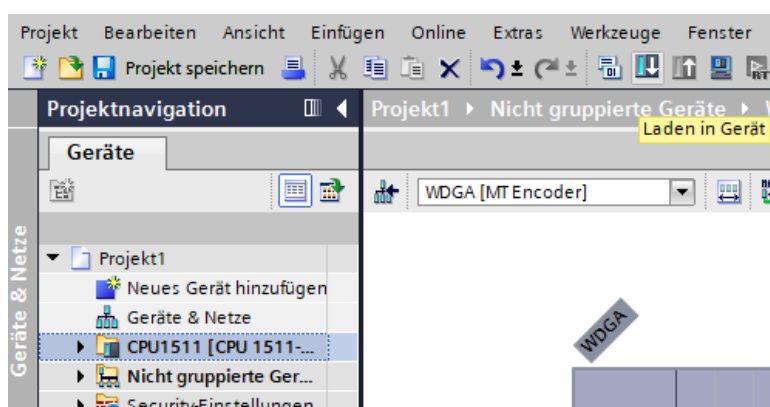 Projekt Bearbeiten Ansicht Einfügen Online Extras Werkzeuge Fenster
Projekt speichern
Projektnavigation
Projekt1 Nicht gruppierte Geräte
Laden in Gerät
Geräte
WDGA [MT Encoder]
Geräte & Netze
Projekt1
Neues Gerät hinzufügen
Geräte & Netze
CPU1511 [CPU 1511-...
Nicht gruppierte Ger...
Security-Einstellungen
WDGA